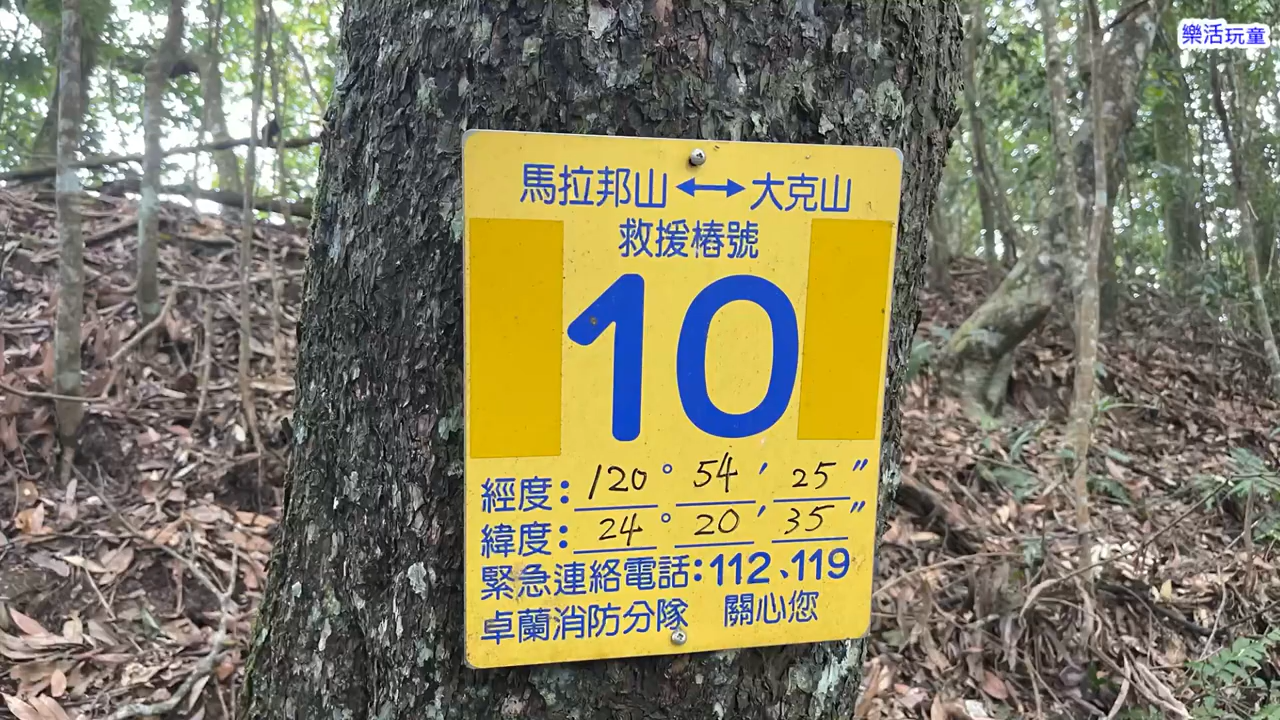 樂活玩童
馬拉邦山↔大克山
救援樁號
10
經度：120° 54′ 25″
緯度：24° 20′ 35″
緊急連絡電話：112、119
卓蘭消防分隊 關心您